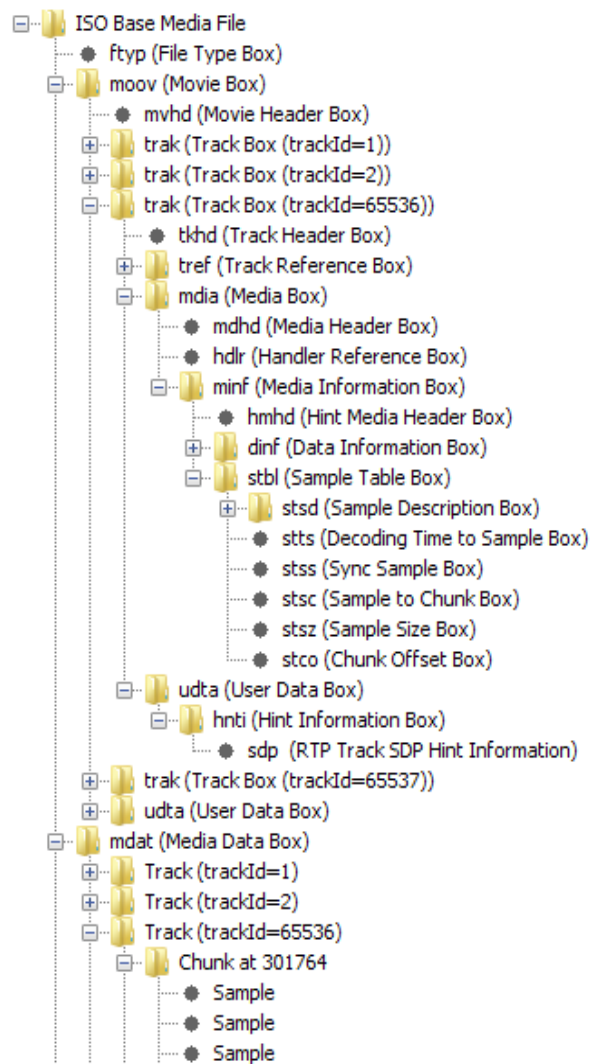 ISO Base Media File
ftyp (File Type Box)
moov (Movie Box)
mvhd (Movie Header Box)
trak (Track Box (trackId=1))
trak (Track Box (trackId=2))
trak (Track Box (trackId=65536))
tkhd (Track Header Box)
tref (Track Reference Box)
mdia (Media Box)
mdhd (Media Header Box)
hdlr (Handler Reference Box)
minf (Media Information Box)
hmhd (Hint Media Header Box)
dinf (Data Information Box)
stbl (Sample Table Box)
stsd (Sample Description Box)
stts (Decoding Time to Sample Box)
stss (Sync Sample Box)
stsc (Sample to Chunk Box)
stsz (Sample Size Box)
stco (Chunk Offset Box)
udta (User Data Box)
hnti (Hint Information Box)
sdp  (RTP Track SDP Hint Information)
trak (Track Box (trackId=65537))
udta (User Data Box)
mdat (Media Data Box)
Track (trackId=1)
Track (trackId=2)
Track (trackId=65536)
Chunk at 301764
Sample
Sample
Sample